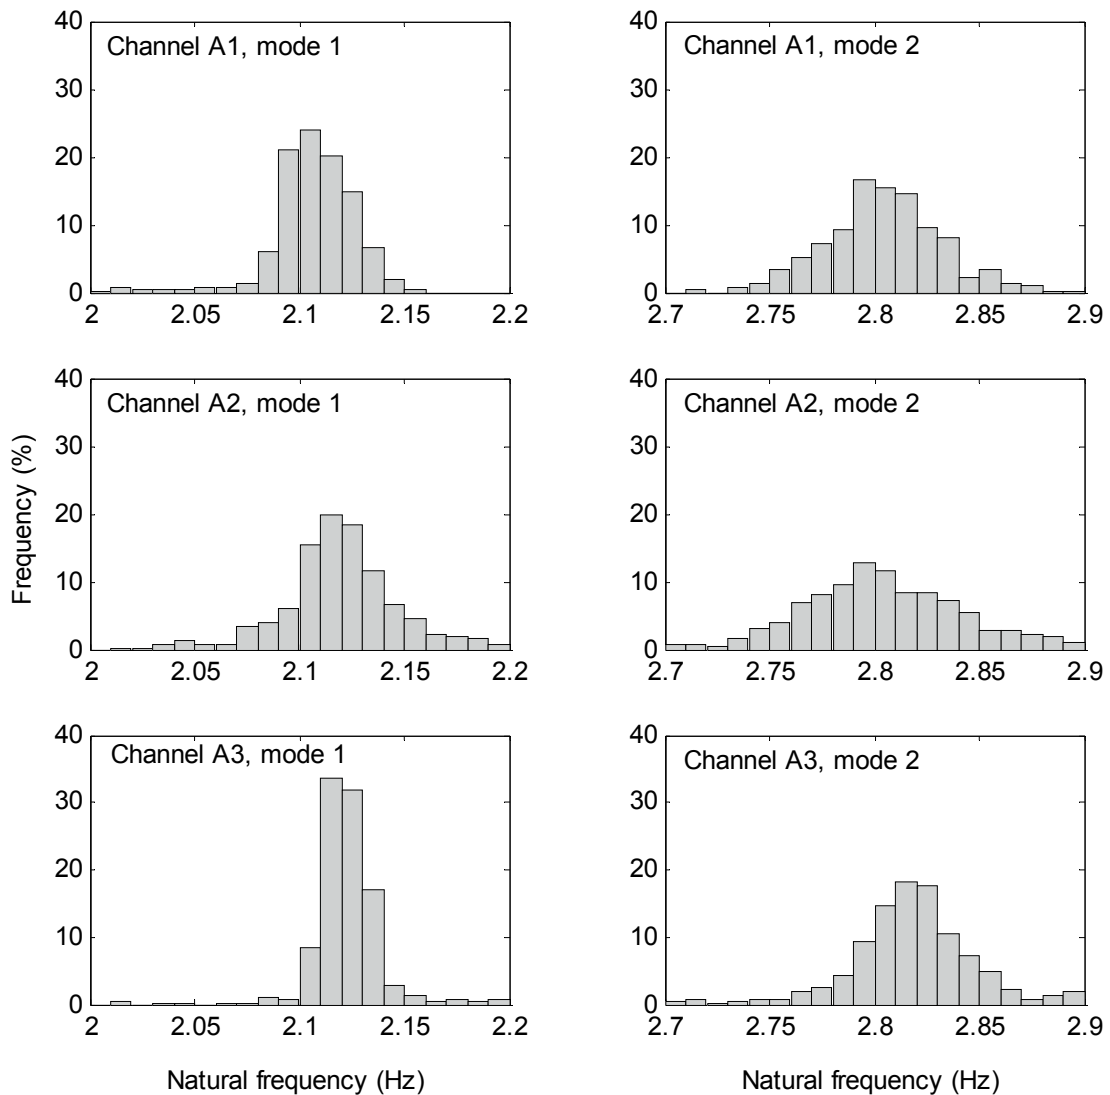 Channel A1, mode 1
40
30
20
10
0
2 2.05 2.1 2.15 2.2
Channel A1, mode 2
40
30
20
10
0
2.7 2.75 2.8 2.85 2.9
Channel A2, mode 1
40
30
20
10
0
2 2.05 2.1 2.15 2.2
Frequency (%)
Channel A2, mode 2
40
30
20
10
0
2.7 2.75 2.8 2.85 2.9
Channel A3, mode 1
40
30
20
10
0
2 2.05 2.1 2.15 2.2
Natural frequency (Hz)
Channel A3, mode 2
40
30
20
10
0
2.7 2.75 2.8 2.85 2.9
Natural frequency (Hz)